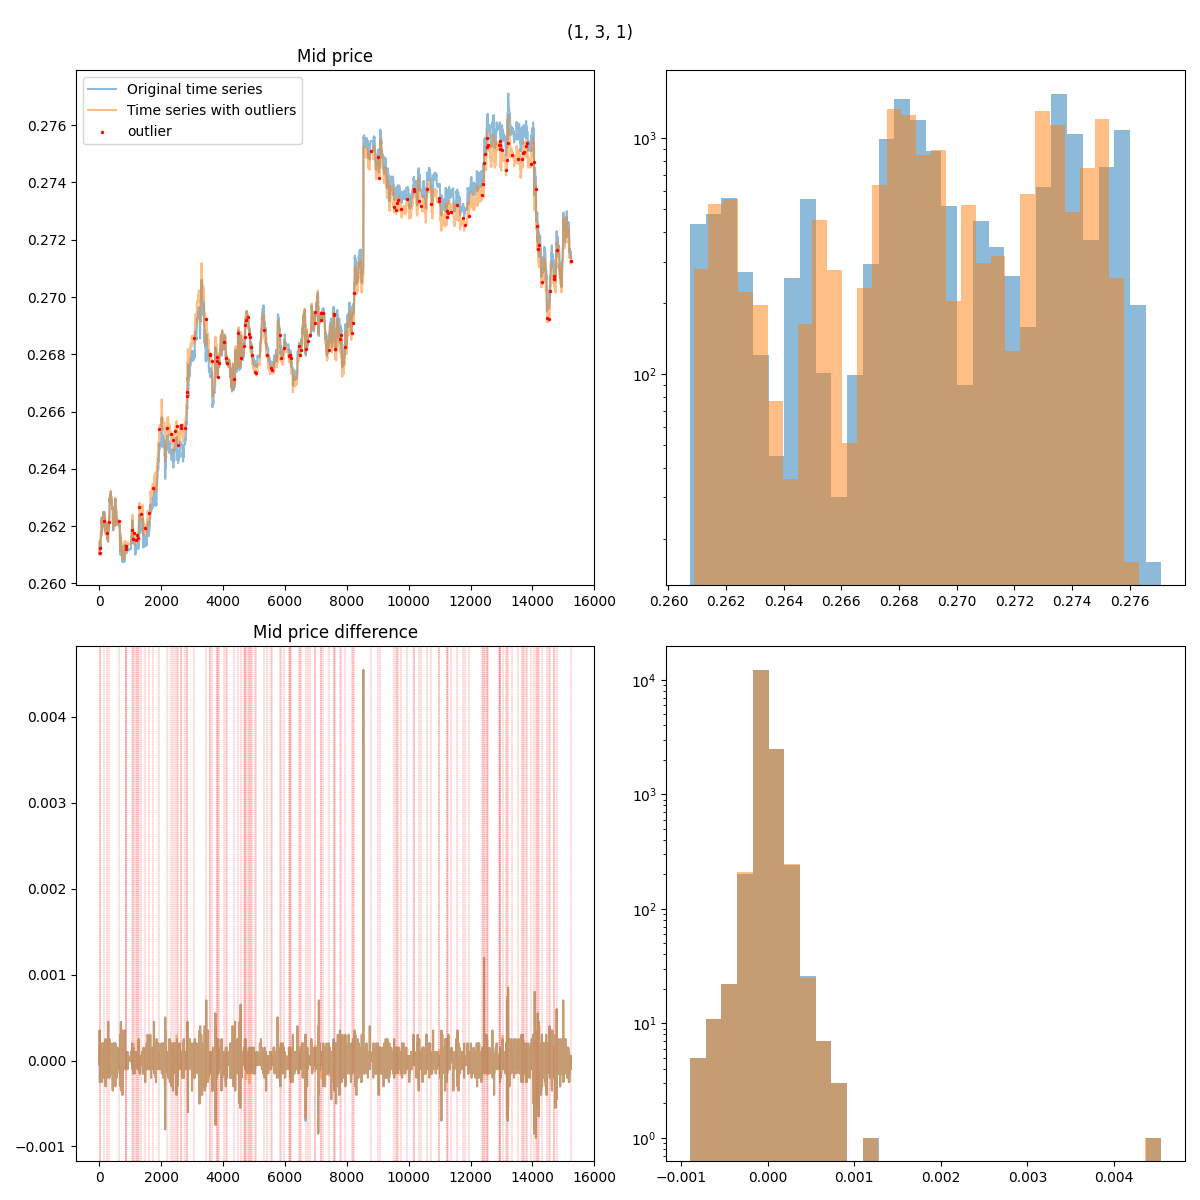 (1, 3, 1)
Mid price
Original time series
Time series with outliers
outlier
0.276
0.274
0.272
0.270
0.268
0.266
0.264
0.262
0.260
0 2000 4000 6000 8000 10000 12000 14000 16000
10³
10²
0.260 0.262 0.264 0.266 0.268 0.270 0.272 0.274 0.276
Mid price difference
0.004
0.003
0.002
0.001
0.000
−0.001
0 2000 4000 6000 8000 10000 12000 14000 16000
10⁴
10³
10²
10¹
10⁰
−0.001 0.000 0.001 0.002 0.003 0.004